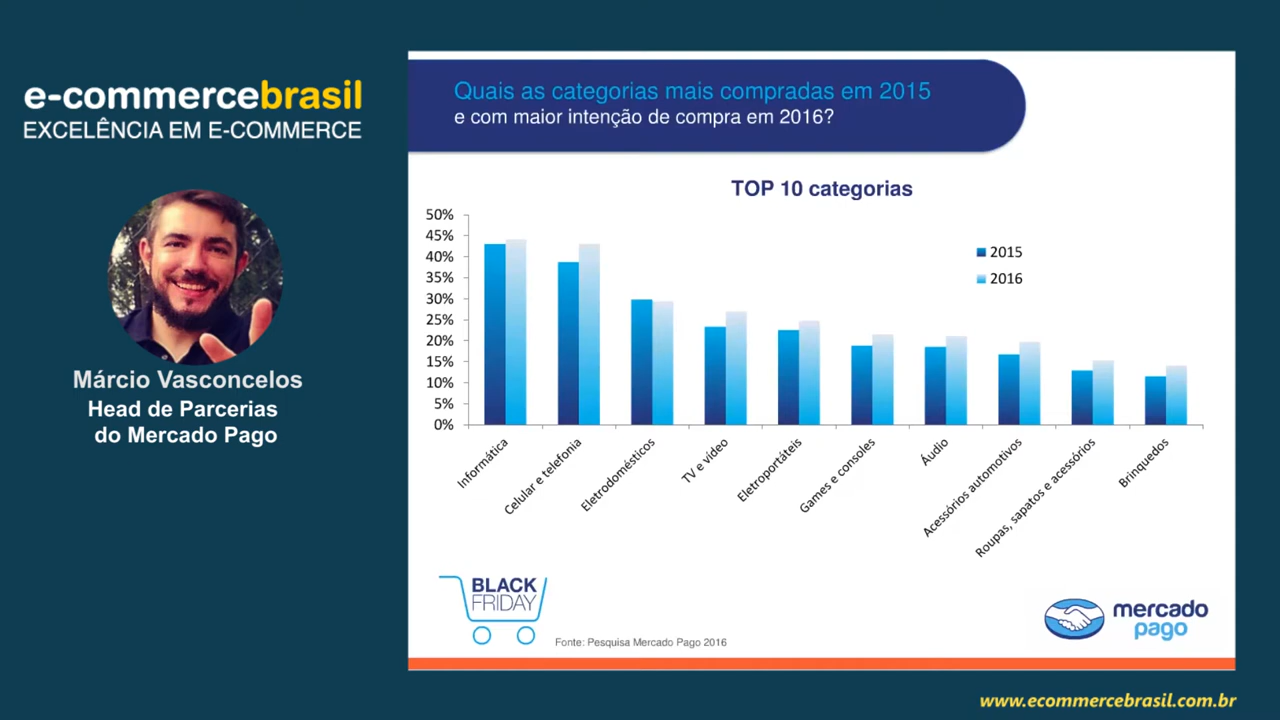 e-commercebrasil
EXCELÊNCIA EM E-COMMERCE
Márcio Vasconcelos
Head de Parcerias
do Mercado Pago
Quais as categorias mais compradas em 2015
e com maior intenção de compra em 2016?
TOP 10 categorias
50%
45%
40%
35%
30%
25%
20%
15%
10%
5%
0%
2015
2016
Informática
Celular e telefonia
Eletrodomésticos
TV e vídeo
Eletroportáteis
Games e consoles
Áudio
Acessórios automotivos
Roupas, sapatos e acessórios
Brinquedos
BLACK
FRIDAY
Fonte: Pesquisa Mercado Pago 2016
mercado
pago
www.ecommercebrasil.com.br